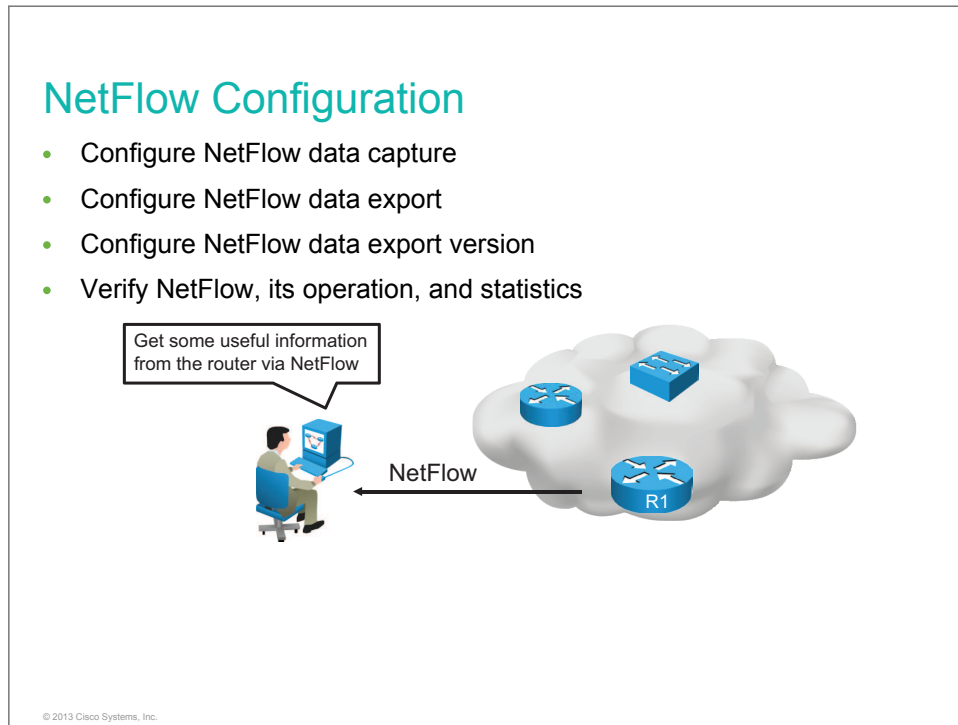 NetFlow Configuration
• Configure NetFlow data capture
• Configure NetFlow data export
• Configure NetFlow data export version
• Verify NetFlow, its operation, and statistics
Get some useful information
from the router via NetFlow
NetFlow
R1
© 2013 Cisco Systems, Inc.